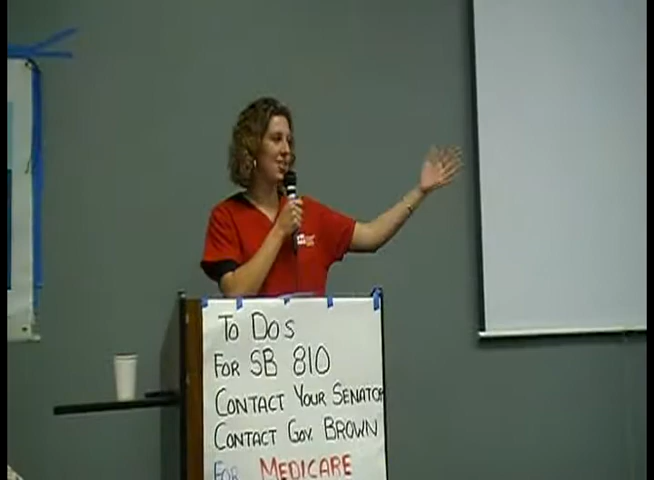 To Dos
For SB 810
Contact Your Senator
Contact Gov. Brown
For Medicare